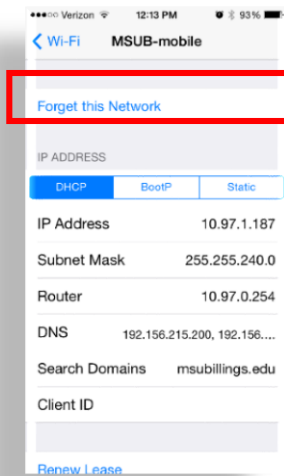 Verizon 12:13 PM 93%
Wi-Fi MSUB-mobile
Forget this Network
IP ADDRESS
DHCP BootP Static
IP Address 10.97.1.187
Subnet Mask 255.255.240.0
Router 10.97.0.254
DNS 192.156.215.200, 192.156....
Search Domains msubillings.edu
Client ID
Renew Lease